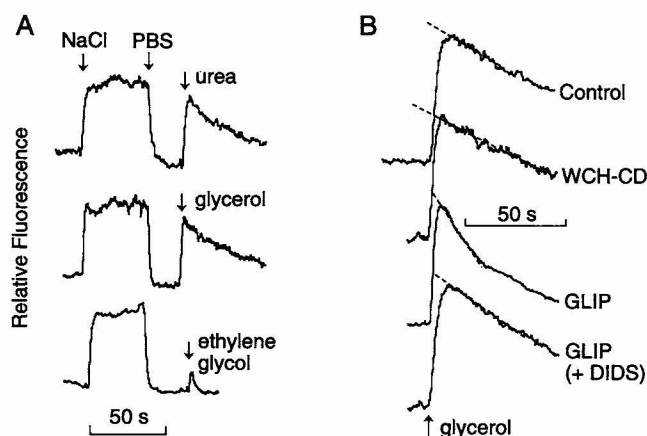 A
NaCl
PBS
urea
glycerol
ethylene
glycol
50 s
Relative Fluorescence
B
Control
WCH-CD
50 s
GLIP
GLIP
(+ DIDS)
glycerol